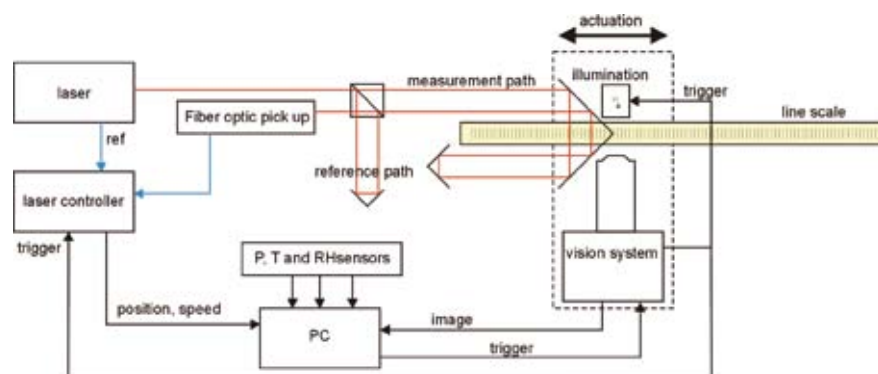 actuation
laser
measurement path
illumination
trigger
Fiber optic pick up
line scale
ref
reference path
laser controller
trigger
P, T and RHsensors
vision system
position, speed
image
PC
trigger